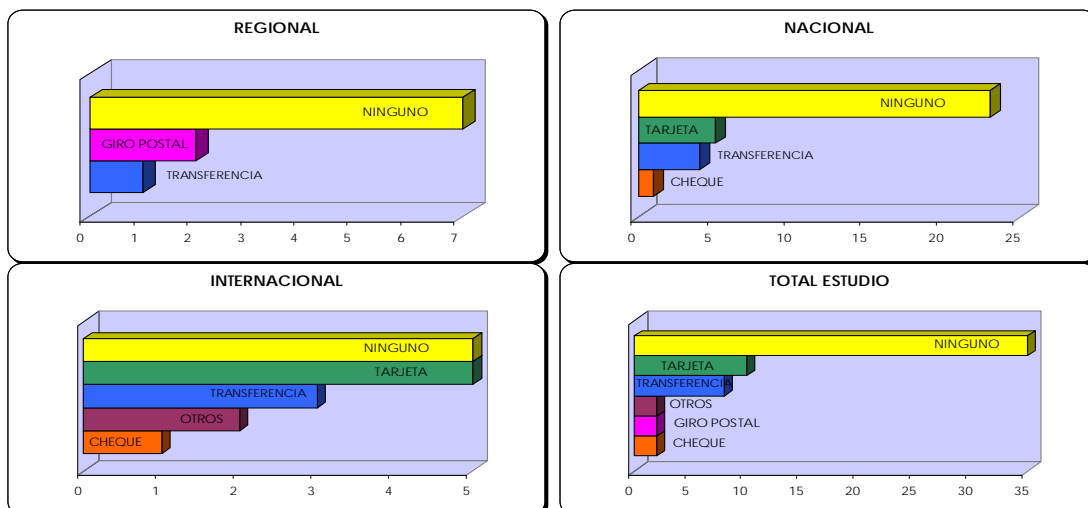 REGIONAL
NINGUNO
GIRO POSTAL
TRANSFERENCIA
0 1 2 3 4 5 6 7
NACIONAL
NINGUNO
TARJETA
TRANSFERENCIA
CHEQUE
0 5 10 15 20 25
INTERNACIONAL
NINGUNO
TARJETA
TRANSFERENCIA
OTROS
CHEQUE
0 1 2 3 4 5
TOTAL ESTUDIO
NINGUNO
TARJETA
TRANSFERENCIA
OTROS
GIRO POSTAL
CHEQUE
0 5 10 15 20 25 30 35